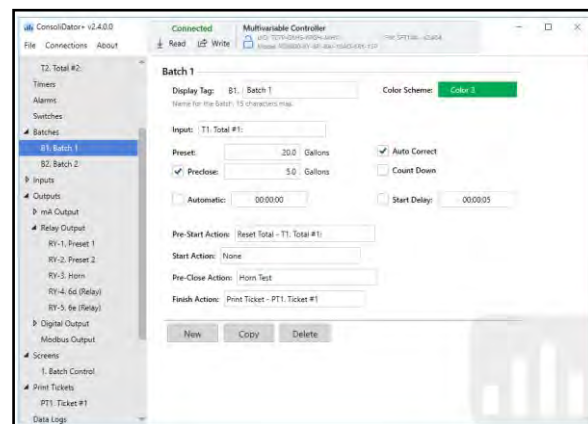 ConsoliDator+ v2.4.0.0
Connected
Multivariable Controller
File Connections About
Read Write
T2. Total #2:
Timers
Alarms
Switches
Batches
B1. Batch 1
B2. Batch 2
Inputs
Outputs
mA Output
Relay Output
RY-1. Preset 1
RY-2. Preset 2
RY-3. Horn
RY-4. 6d (Relay)
RY-5. 6e (Relay)
Digital Output
Modbus Output
Screens
1. Batch Control
Print Tickets
PT1. Ticket #1
Data Logs
Batch 1
Display Tag: B1. Batch 1 Color Scheme: Color 3
Name for the Batch. 15 characters max.
Input: T1. Total #1:
Preset: 20.0 Gallons Auto Correct
Preclose: 5.0 Gallons Count Down
Automatic: 00:00:00 Start Delay: 00:00:05
Pre-Start Action: Reset Total - T1. Total #1:
Start Action: None
Pre-Close Action: Horn Test
Finish Action: Print Ticket - PT1. Ticket #1
New Copy Delete